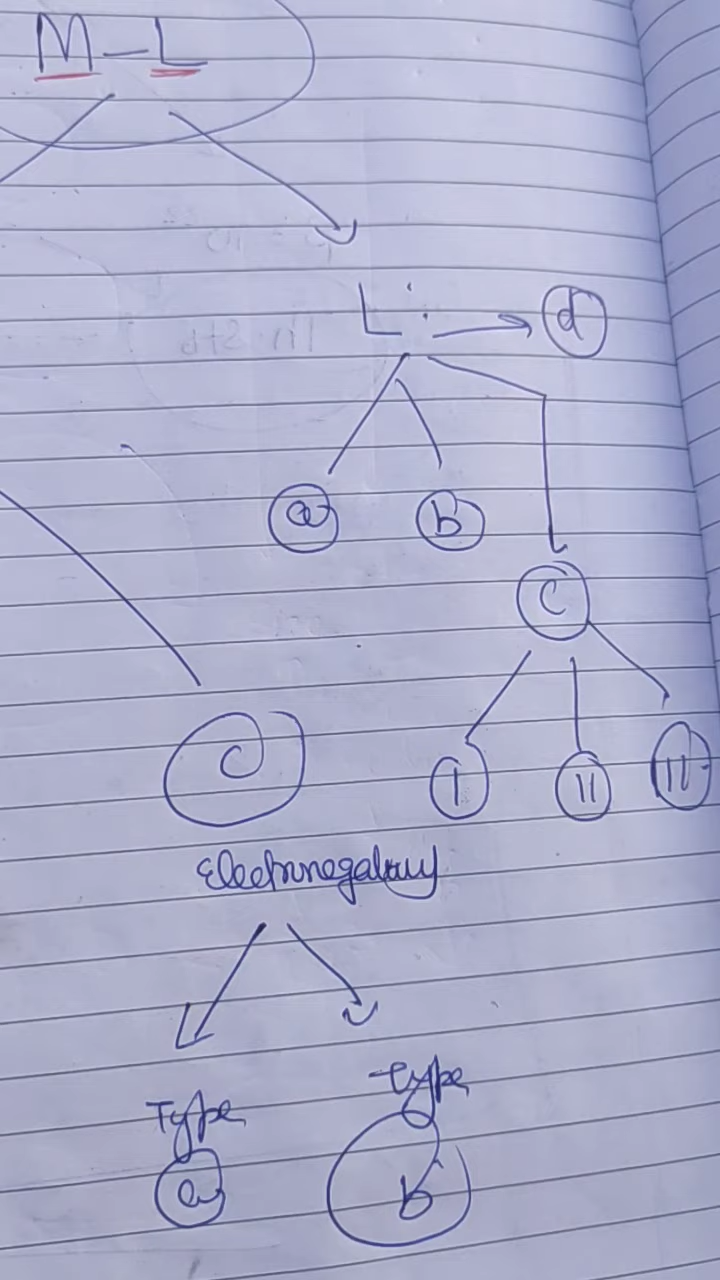 M-L
L: → d
a b
C
I II III
C
Electronegativity
Type type
a b